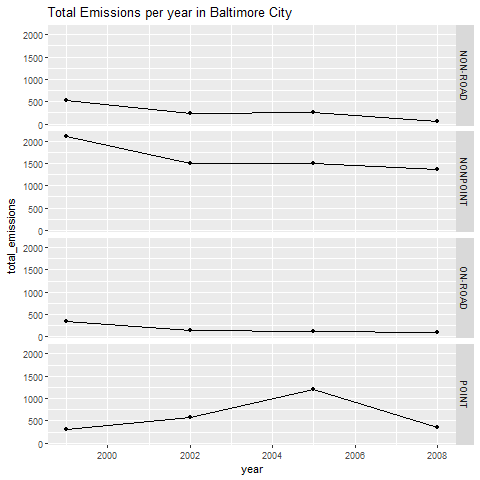 Total Emissions per year in Baltimore City
2000
1500
1000
500
0
NON-ROAD
2000
1500
1000
500
0
NONPOINT
total_emissions
2000
1500
1000
500
0
ON-ROAD
2000
1500
1000
500
0
POINT
2000 2002 2004 2006 2008
year